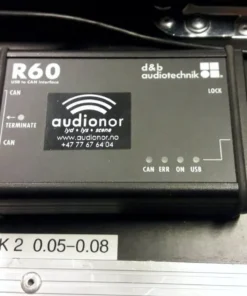 R60
USB to CAN Interface
d&b
audiotechnik
CAN
LOCK
TERMINATE
CAN
audionor
lyd • lys • scene
www.audionor.no
+47 77 67 64 04
CAN ERR ON USB
K 2 0.05-0.08